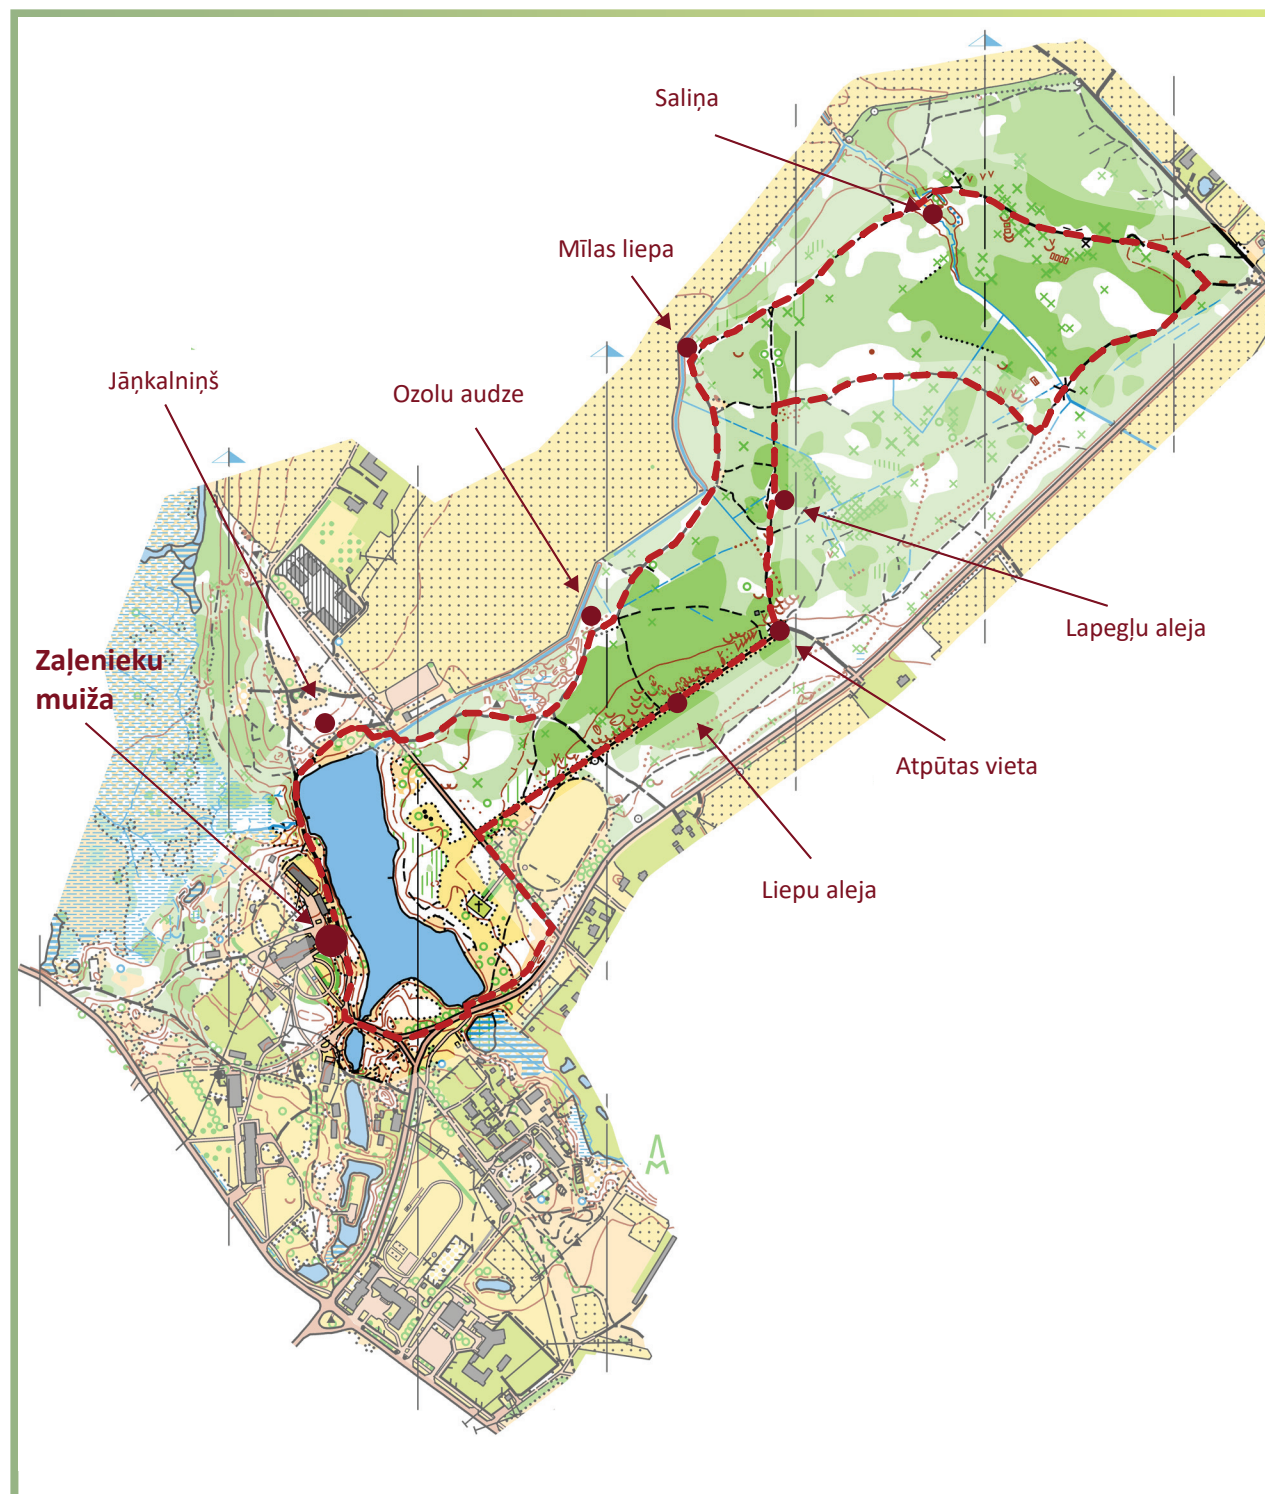 Saliņa
Mīlas liepa
Jāņkalniņš
Ozolu audze
Lapegļu aleja
Zaļenieku
muiža
Atpūtas vieta
Liepu aleja